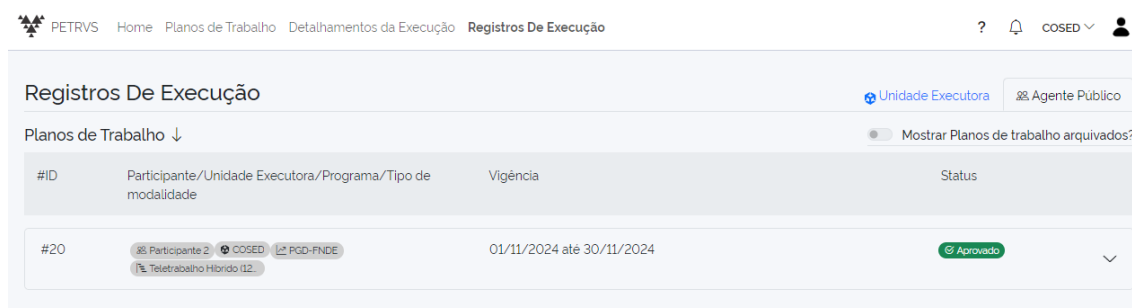 PETRVS Home Planos de Trabalho Detalhamentos da Execução Registros De Execução ? COSED
Registros De Execução Unidade Executora Agente Público
Planos de Trabalho ↓ Mostrar Planos de trabalho arquivados?
#ID Participante/Unidade Executora/Programa/Tipo de modalidade Vigência Status
#20 Participante 2 COSED PGD-FNDE 01/11/2024 até 30/11/2024 Aprovado
Teletrabalho Híbrido (12...